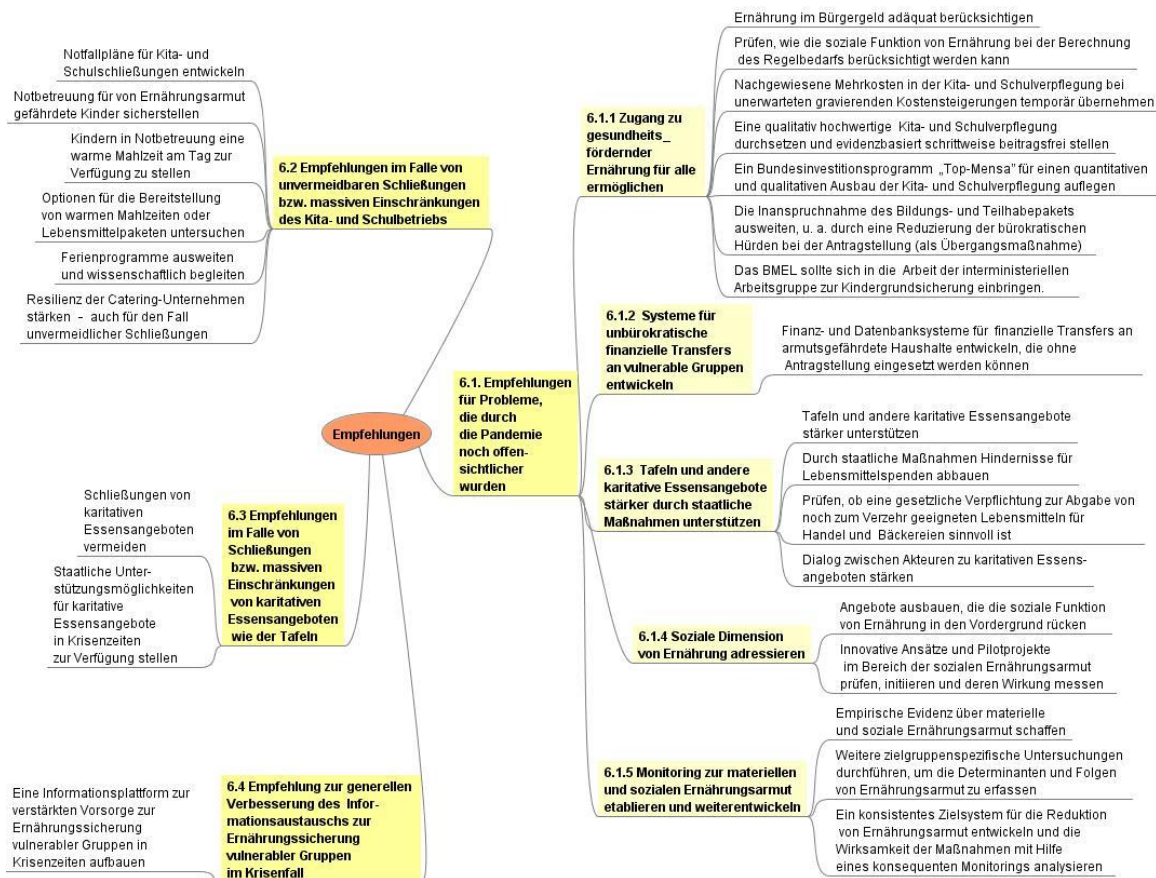 Empfehlungen
6.1. Empfehlungen
für Probleme,
die durch
die Pandemie
noch offen-
sichtlicher
wurden
6.1.1 Zugang zu
gesundheits_
fördernder
Ernährung für alle
ermöglichen
Ernährung im Bürgergeld adäquat berücksichtigen
Prüfen, wie die soziale Funktion von Ernährung bei der Berechnung
des Regelbedarfs berücksichtigt werden kann
Nachgewiesene Mehrkosten in der Kita- und Schulverpflegung bei
unerwarteten gravierenden Kostensteigerungen temporär übernehmen
Eine qualitativ hochwertige Kita- und Schulverpflegung
durchsetzen und evidenzbasiert schrittweise beitragsfrei stellen
Ein Bundesinvestitionsprogramm „Top-Mensa" für einen quantitativen
und qualitativen Ausbau der Kita- und Schulverpflegung auflegen
Die Inanspruchnahme des Bildungs- und Teilhabepakets
ausweiten, u. a. durch eine Reduzierung der bürokratischen
Hürden bei der Antragstellung (als Übergangsmaßnahme)
Das BMEL sollte sich in die Arbeit der interministeriellen
Arbeitsgruppe zur Kindergrundsicherung einbringen.
6.1.2 Systeme für
unbürokratische
finanzielle Transfers
an vulnerable Gruppen
entwickeln
Finanz- und Datenbanksysteme für finanzielle Transfers an
armutsgefährdete Haushalte entwickeln, die ohne
Antragstellung eingesetzt werden können
6.1.3 Tafeln und andere
karitative Essensangebote
stärker durch staatliche
Maßnahmen unterstützen
Tafeln und andere karitative Essensangebote
stärker unterstützen
Durch staatliche Maßnahmen Hindernisse für
Lebensmittelspenden abbauen
Prüfen, ob eine gesetzliche Verpflichtung zur Abgabe von
noch zum Verzehr geeigneten Lebensmitteln für
Handel und Bäckereien sinnvoll ist
Dialog zwischen Akteuren zu karitativen Essens-
angeboten stärken
6.1.4 Soziale Dimension
von Ernährung adressieren
Angebote ausbauen, die die soziale Funktion
von Ernährung in den Vordergrund rücken
Innovative Ansätze und Pilotprojekte
im Bereich der sozialen Ernährungsarmut
prüfen, initiieren und deren Wirkung messen
6.1.5 Monitoring zur materiellen
und sozialen Ernährungsarmut
etablieren und weiterentwickeln
Empirische Evidenz über materielle
und soziale Ernährungsarmut schaffen
Weitere zielgruppenspezifische Untersuchungen
durchführen, um die Determinanten und Folgen
von Ernährungsarmut zu erfassen
Ein konsistentes Zielsystem für die Reduktion
von Ernährungsarmut entwickeln und die
Wirksamkeit der Maßnahmen mit Hilfe
eines konsequenten Monitorings analysieren
6.2 Empfehlungen im Falle von
unvermeidbaren Schließungen
bzw. massiven Einschränkungen
des Kita- und Schulbetriebs
Notfallpläne für Kita- und
Schulschließungen entwickeln
Notbetreuung für von Ernährungsarmut
gefährdete Kinder sicherstellen
Kindern in Notbetreuung eine
warme Mahlzeit am Tag zur
Verfügung zu stellen
Optionen für die Bereitstellung
von warmen Mahlzeiten oder
Lebensmittelpaketen untersuchen
Ferienprogramme ausweiten
und wissenschaftlich begleiten
Resilienz der Catering-Unternehmen
stärken - auch für den Fall
unvermeidlicher Schließungen
6.3 Empfehlungen
im Falle von
Schließungen
bzw. massiven
Einschränkungen
von karitativen
Essensangeboten
wie der Tafeln
Schließungen von
karitativen
Essensangeboten
vermeiden
Staatliche Unter-
stützungsmöglichkeiten
für karitative
Essensangebote
in Krisenzeiten
zur Verfügung stellen
6.4 Empfehlung zur generellen
Verbesserung des Infor-
mationsaustauschs zur
Ernährungssicherung
vulnerabler Gruppen
im Krisenfall
Eine Informationsplattform zur
verstärkten Vorsorge zur
Ernährungssicherung
vulnerabler Gruppen in
Krisenzeiten aufbauen